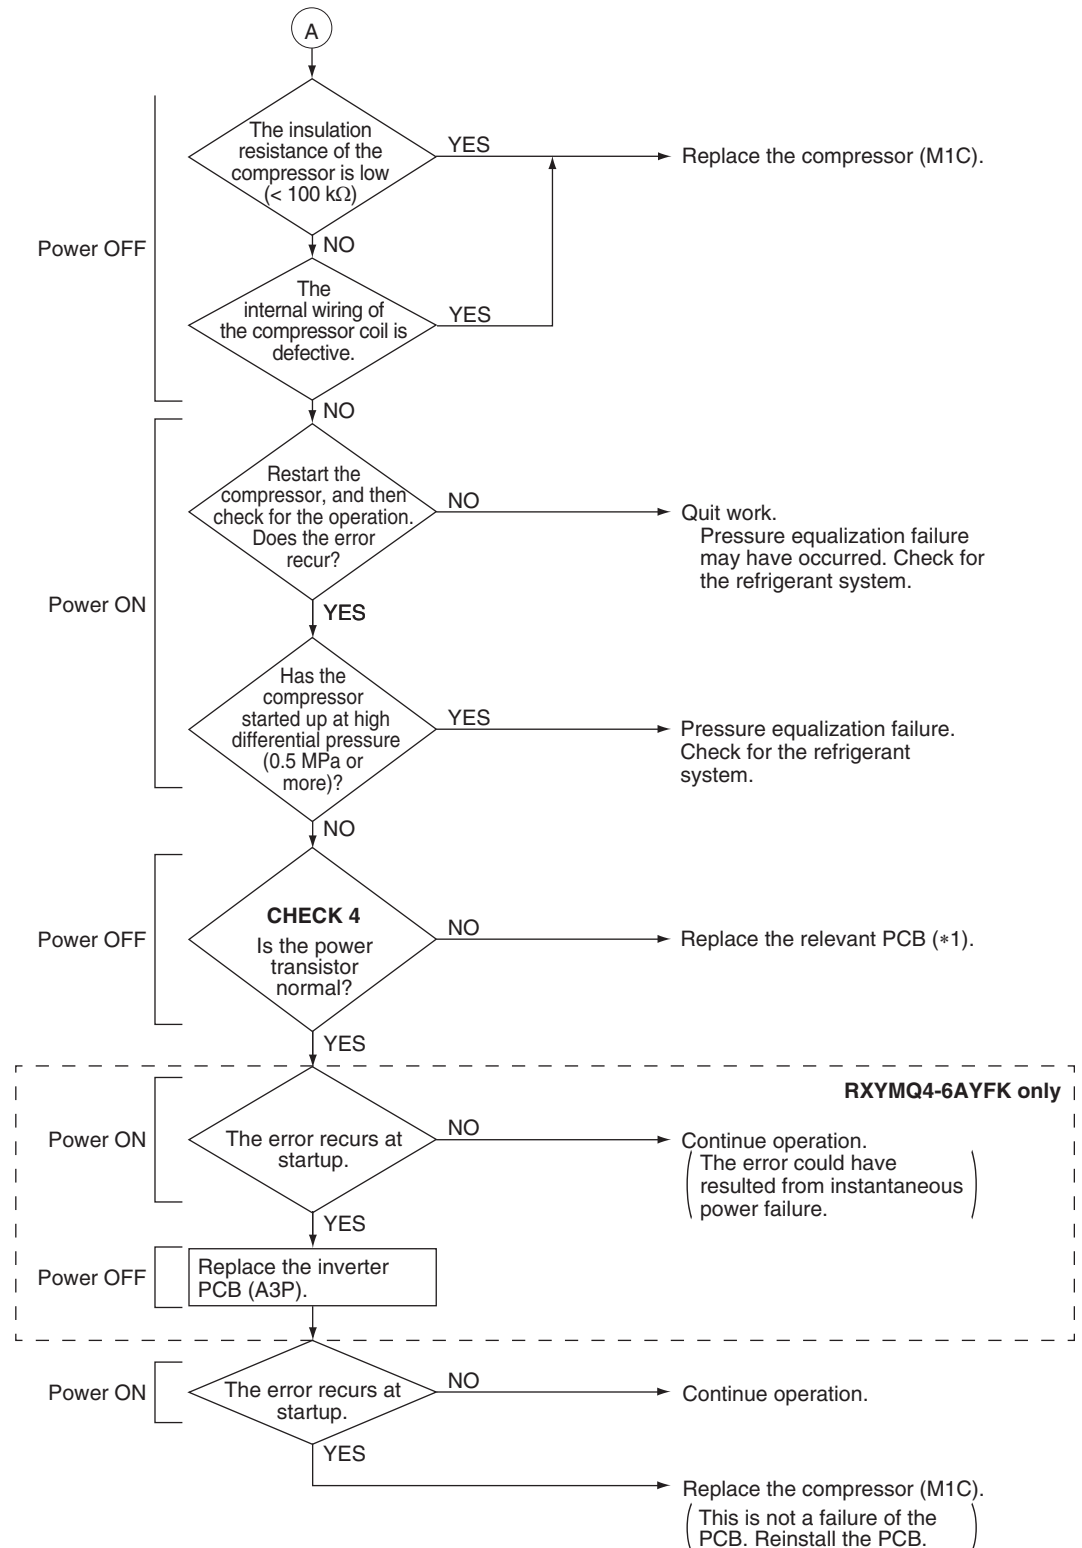 A
The insulation
resistance of the
compressor is low
(< 100 kΩ)
YES
Replace the compressor (M1C).
Power OFF
NO
The
internal wiring of
the compressor coil is
defective.
YES
NO
Restart the
compressor, and then
check for the operation.
Does the error
recur?
NO
Quit work.
Pressure equalization failure
may have occurred. Check for
the refrigerant system.
Power ON
YES
Has the
compressor
started up at high
differential pressure
(0.5 MPa or
more)?
YES
Pressure equalization failure.
Check for the refrigerant
system.
NO
CHECK 4
Is the power
transistor
normal?
Power OFF
NO
Replace the relevant PCB (*1).
YES
RXYMQ4-6AYFK only
Power ON
The error recurs at
startup.
NO
Continue operation.
The error could have
resulted from instantaneous
power failure.
YES
Power OFF
Replace the inverter
PCB (A3P).
Power ON
The error recurs at
startup.
NO
Continue operation.
YES
Replace the compressor (M1C).
This is not a failure of the
PCB. Reinstall the PCB.